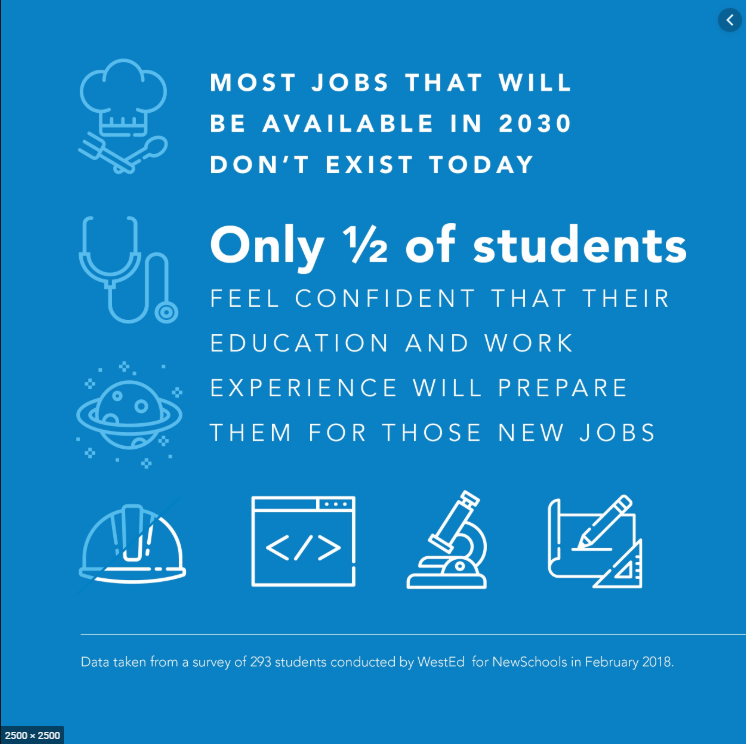 MOST JOBS THAT WILL
BE AVAILABLE IN 2030
DON’T EXIST TODAY
Only ½ of students
FEEL CONFIDENT THAT THEIR
EDUCATION AND WORK
EXPERIENCE WILL PREPARE
THEM FOR THOSE NEW JOBS
</>
Data taken from a survey of 293 students conducted by WestEd for NewSchools in February 2018.
2500 × 2500